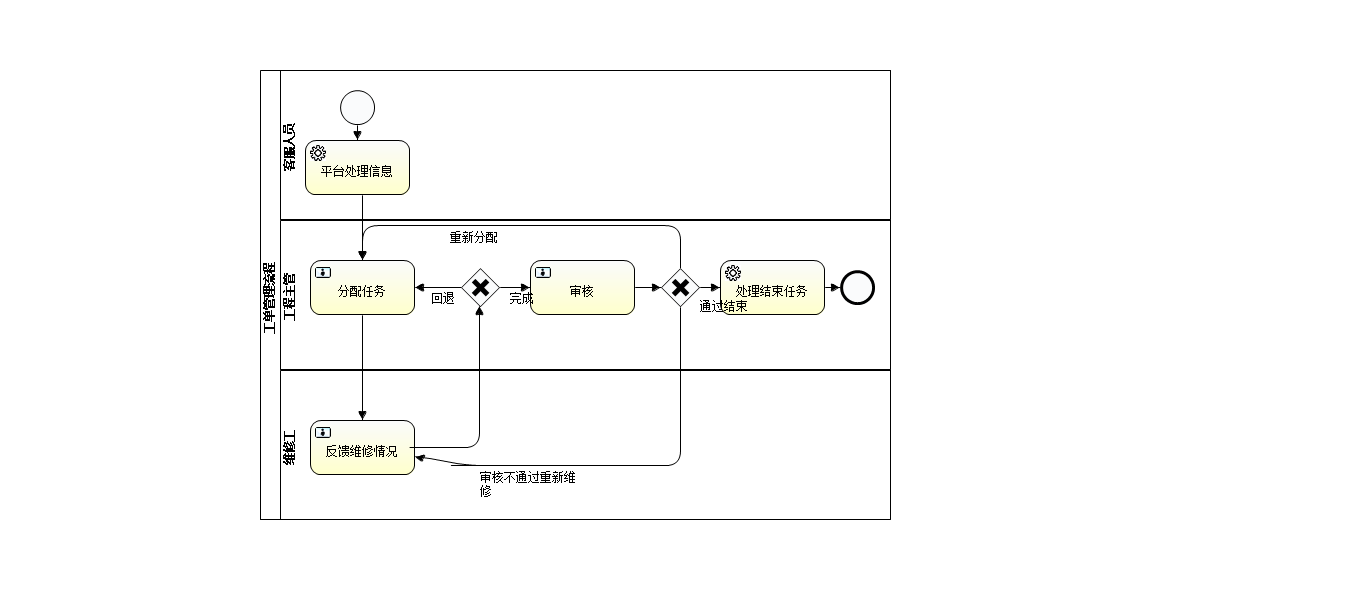 工单管理流程
客服人员
平台处理信息
工程主管
重新分配
分配任务
回退
完成
审核
通过结束
处理结束任务
维修工
反馈维修情况
审核不通过重新维
修